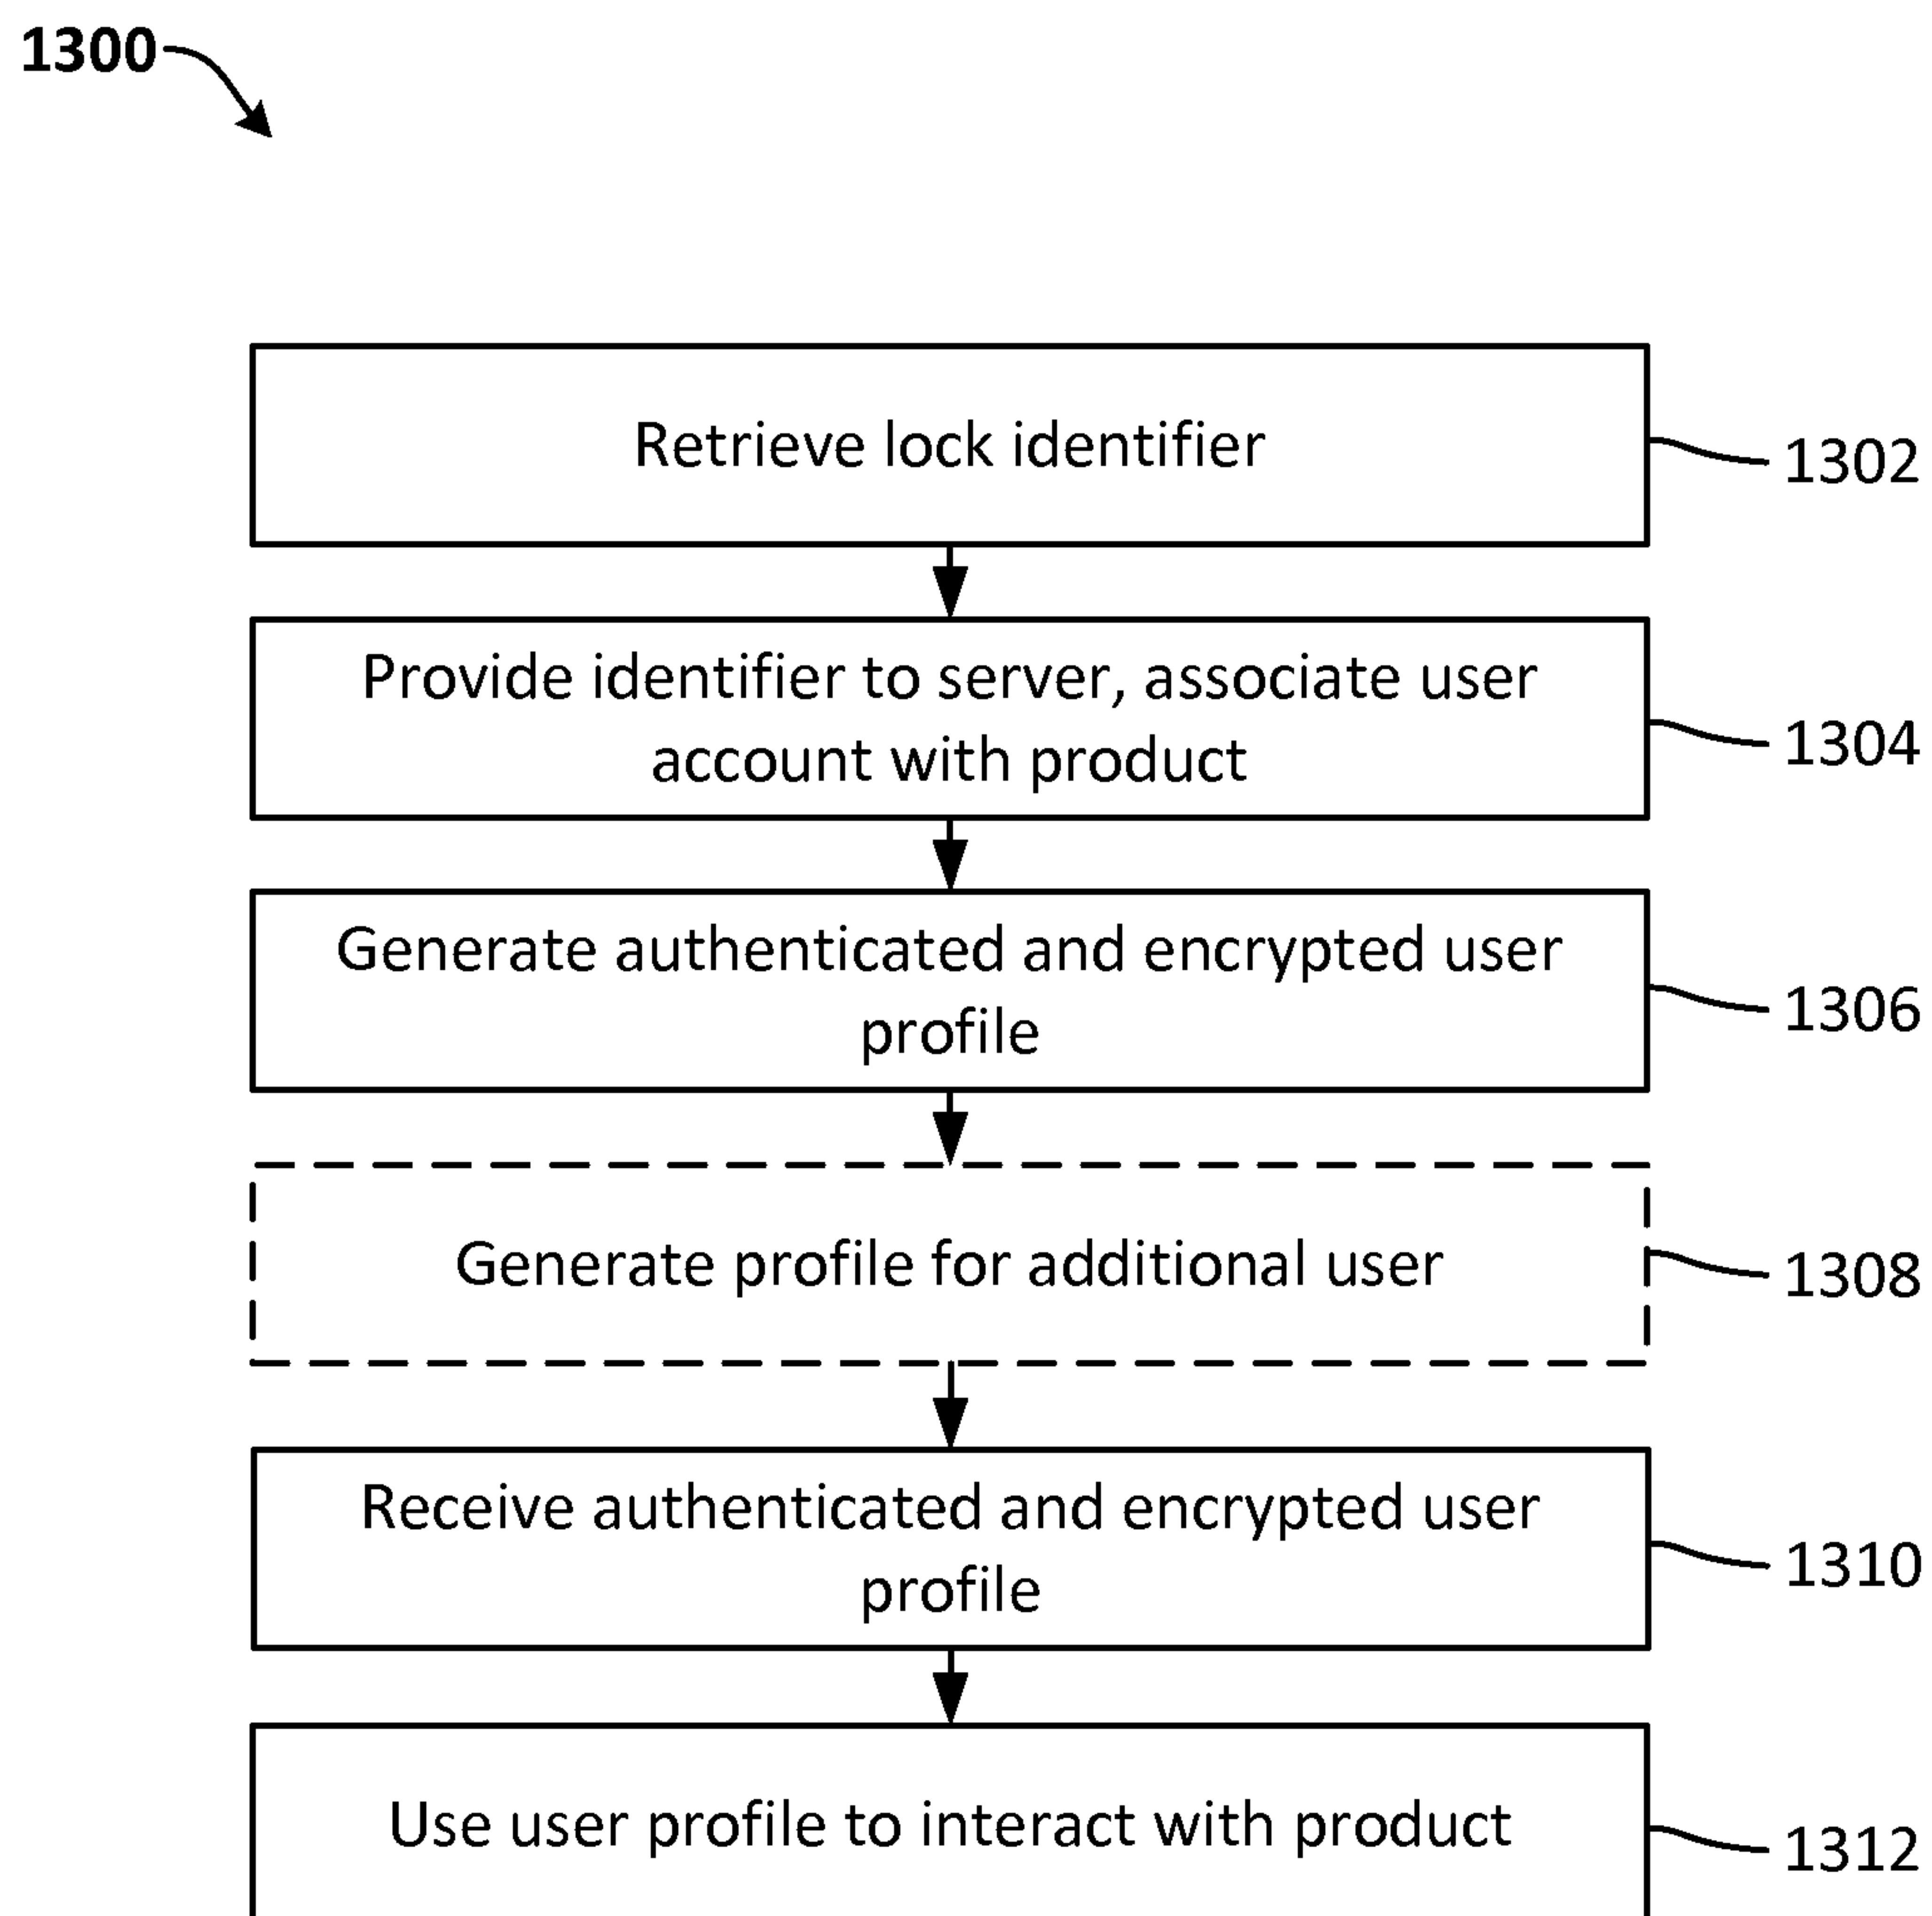 1300
Retrieve lock identifier
1302
Provide identifier to server, associate user
account with product
1304
Generate authenticated and encrypted user
profile
1306
Generate profile for additional user
1308
Receive authenticated and encrypted user
profile
1310
Use user profile to interact with product
1312